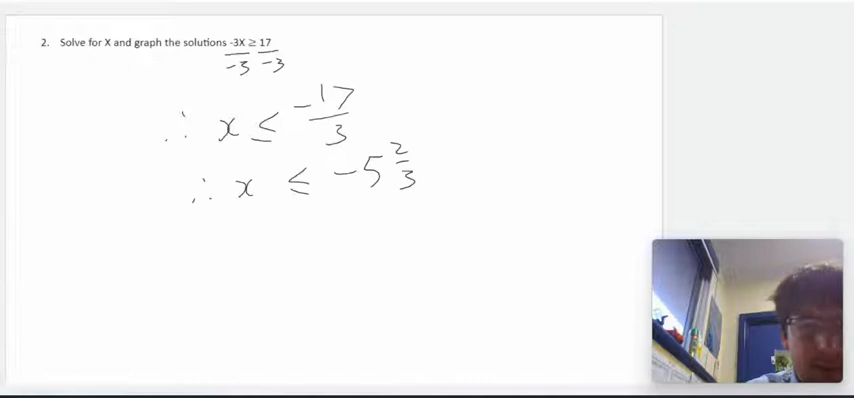 2. Solve for X and graph the solutions -3X ≥ 17
-3 -3
∴ x ≤ -17/3
∴ x ≤ -5 2/3